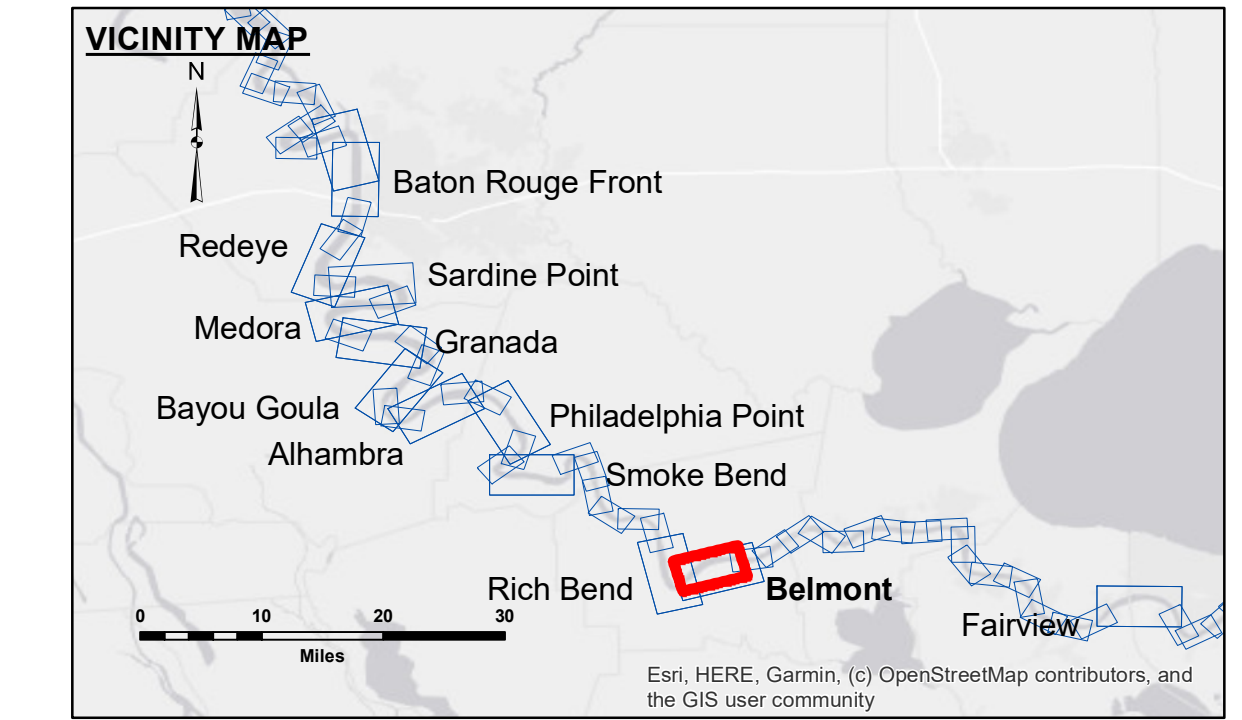 VICINITY MAP
N
Baton Rouge Front
Redeye
Sardine Point
Medora
Granada
Bayou Goula
Philadelphia Point
Alhambra
Smoke Bend
Rich Bend
Belmont
Fairview
0 10 20 30
Miles
Esri, HERE, Garmin, (c) OpenStreetMap contributors, and
the GIS user community